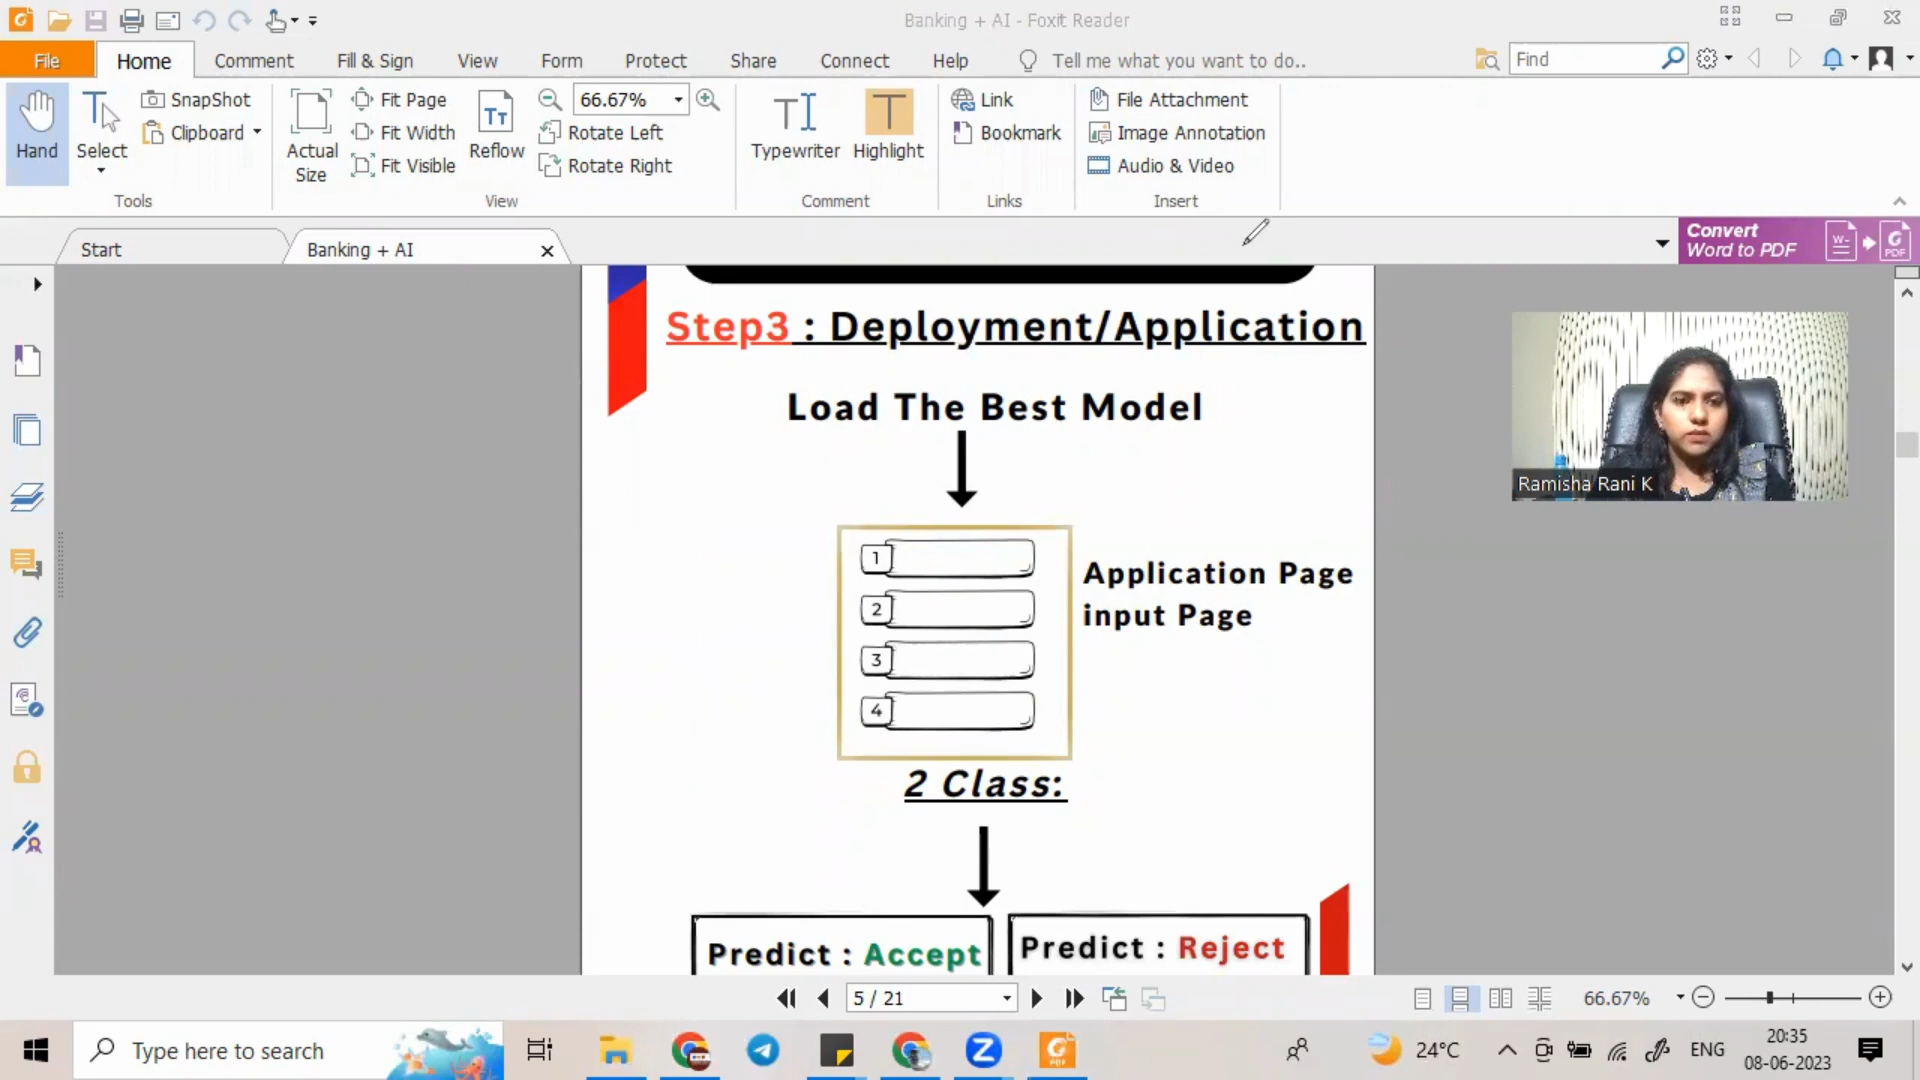 Banking + AI - Foxit Reader
File
Home
Comment
Fill & Sign
View
Form
Protect
Share
Connect
Help
Tell me what you want to do..
Find
Hand
Select
SnapShot
Clipboard
Actual Size
Fit Page
Fit Width
Fit Visible
Reflow
66.67%
Rotate Left
Rotate Right
Typewriter
Highlight
Link
Bookmark
File Attachment
Image Annotation
Audio & Video
Tools
View
Comment
Links
Insert
Start
Banking + AI
Convert
Word to PDF
Step3 : Deployment/Application
Load The Best Model
1
2
3
4
Application Page
input Page
2 Class:
Predict : Accept
Predict : Reject
Ramisha Rani K
5 / 21
66.67%
Type here to search
24°C
ENG
20:35
08-06-2023